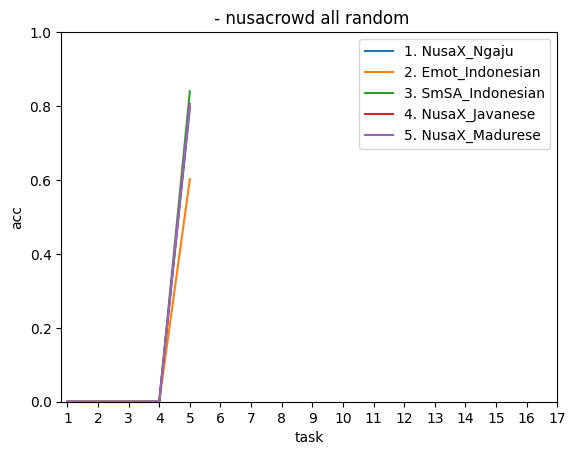 - nusacrowd all random
1. NusaX_Ngaju
2. Emot_Indonesian
3. SmSA_Indonesian
4. NusaX_Javanese
5. NusaX_Madurese
1.0
0.8
0.6
0.4
0.2
0.0
acc
1 2 3 4 5 6 7 8 9 10 11 12 13 14 15 16 17
task